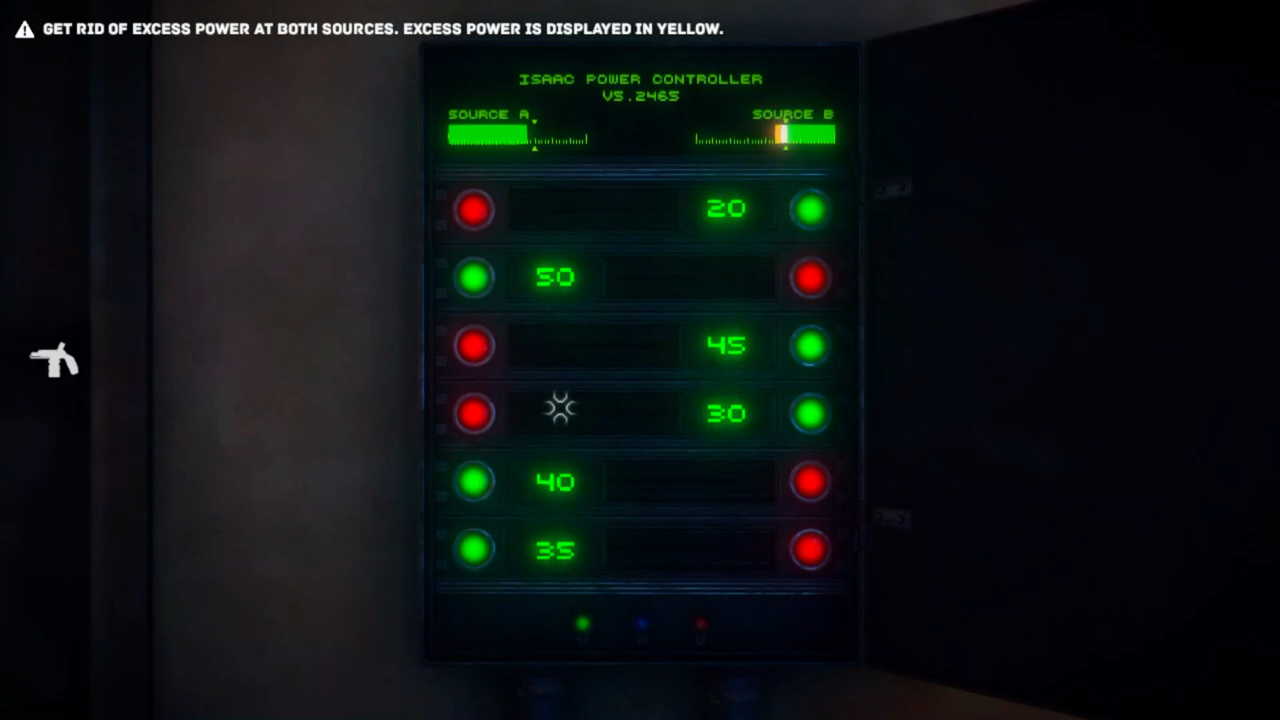 GET RID OF EXCESS POWER AT BOTH SOURCES. EXCESS POWER IS DISPLAYED IN YELLOW.
ISAAC POWER CONTROLLER
V5.2465
SOURCE A
SOURCE B
20
50
45
30
40
35